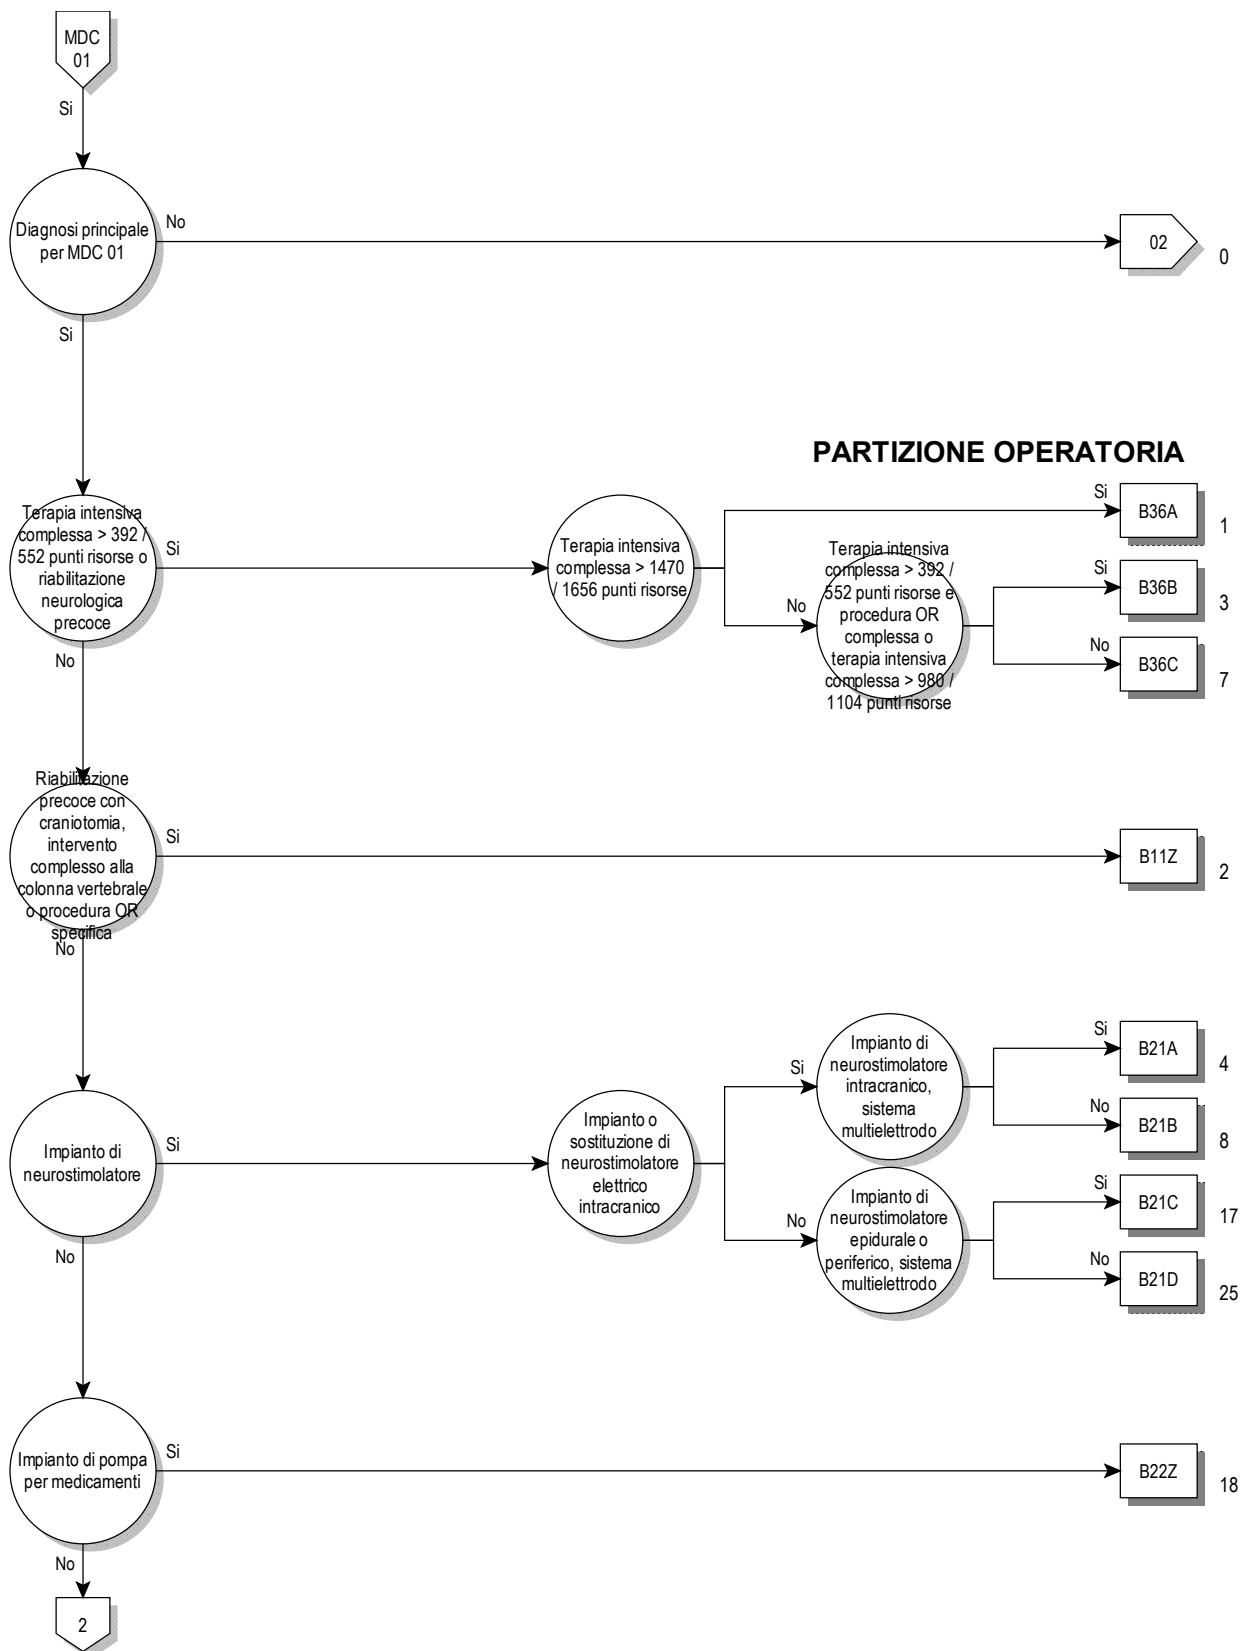 MDC
01
Si
Diagnosi principale
per MDC 01
No
02
0
Si
PARTIZIONE OPERATORIA
Terapia intensiva
complessa > 392 /
552 punti risorse o
riabilitazione
neurologica
precoce
Si
Terapia intensiva
complessa > 1470
/ 1656 punti risorse
Si
B36A
1
No
Terapia intensiva
complessa > 392 /
552 punti risorse e
procedura OR
complessa o
terapia intensiva
complessa > 980 /
1104 punti risorse
Si
B36B
3
No
B36C
7
No
Riabilitazione
precoce con
craniotomia,
intervento
complesso alla
colonna vertebrale
o procedura OR
specifica
Si
B11Z
2
No
Impianto di
neurostimolatore
Si
Impianto o
sostituzione di
neurostimolatore
elettrico
intracranico
Si
Impianto di
neurostimolatore
intracranico,
sistema
multielettrodo
Si
B21A
4
No
B21B
8
No
Impianto di
neurostimolatore
epidurale o
periferico, sistema
multielettrodo
Si
B21C
17
No
B21D
25
No
Impianto di pompa
per medicamenti
Si
B22Z
18
No
2